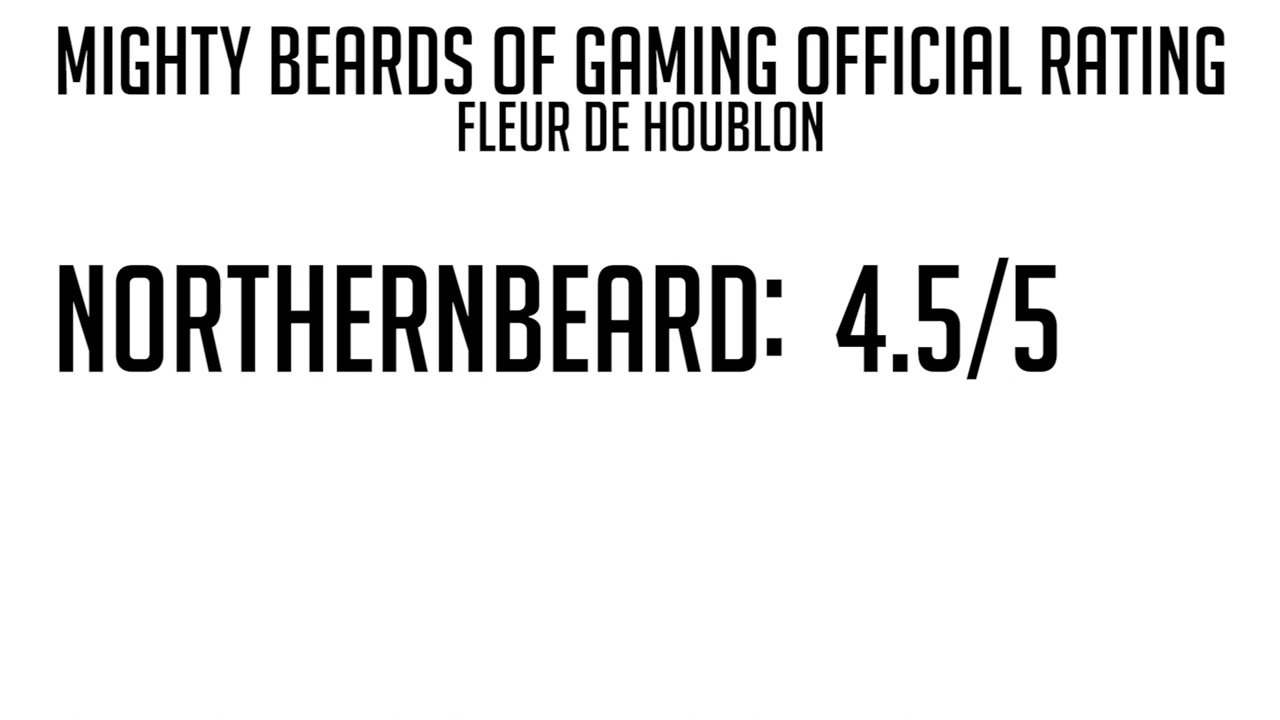 MIGHTY BEARDS OF GAMING OFFICIAL RATING
FLEUR DE HOUBLON
NORTHERNBEARD: 4.5/5